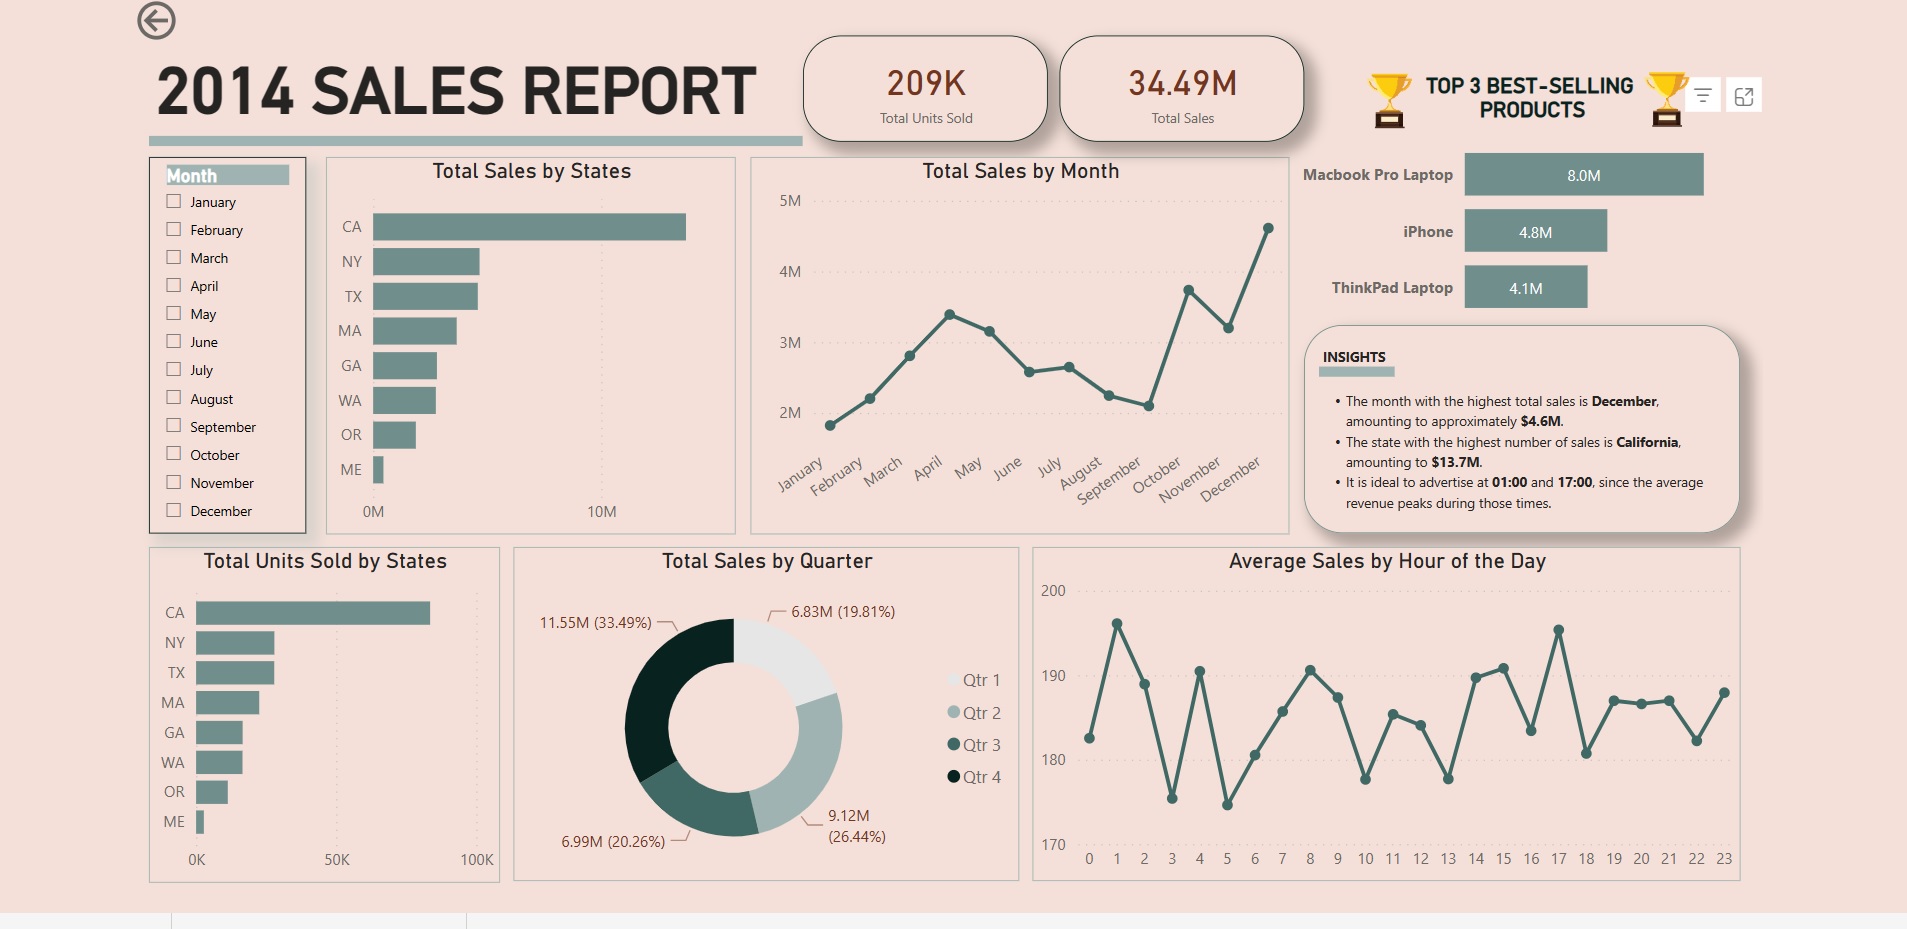 2014 SALES REPORT
209K
Total Units Sold
34.49M
Total Sales
TOP 3 BEST-SELLING
PRODUCTS
Month
January
February
March
April
May
June
July
August
September
October
November
December
Total Sales by States
CA
NY
TX
MA
GA
WA
OR
ME
0M 10M
Total Sales by Month
5M
4M
3M
2M
January February March April May June July August September October November December
Macbook Pro Laptop 8.0M
iPhone 4.8M
ThinkPad Laptop 4.1M
INSIGHTS
• The month with the highest total sales is December,
amounting to approximately $4.6M.
• The state with the highest number of sales is California,
amounting to $13.7M.
• It is ideal to advertise at 01:00 and 17:00, since the average
revenue peaks during those times.
Total Units Sold by States
CA
NY
TX
MA
GA
WA
OR
ME
0K 50K 100K
Total Sales by Quarter
11.55M (33.49%)
6.83M (19.81%)
6.99M (20.26%)
9.12M
(26.44%)
Qtr 1
Qtr 2
Qtr 3
Qtr 4
Average Sales by Hour of the Day
200
190
180
170
0 1 2 3 4 5 6 7 8 9 10 11 12 13 14 15 16 17 18 19 20 21 22 23